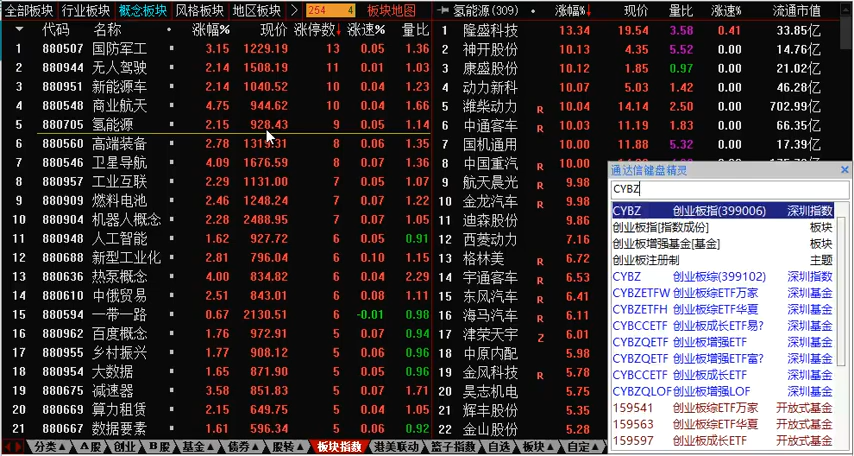 全部板块 行业板块 概念板块 风格板块 地区板块 > 254 4 板块地图
代码 名称 涨幅% 现价 涨停数↓ 涨速% 量比
1 880507 国防军工 3.15 1229.19 13 0.05 1.36
2 880944 无人驾驶 2.14 1508.19 11 0.01 1.03
3 880951 新能源车 2.14 1040.52 10 0.04 1.23
4 880548 商业航天 4.75 944.62 10 0.04 1.66
5 880705 氢能源 2.15 928.43 9 0.05 1.14
6 880560 高端装备 2.78 1319.31 8 0.06 1.35
7 880546 卫星导航 4.09 1676.59 8 0.07 1.36
8 880957 工业互联 2.29 1131.00 7 0.05 1.07
9 880909 燃料电池 2.46 1248.24 7 0.07 1.22
10 880904 机器人概念 2.28 2488.95 7 0.07 1.05
11 880948 人工智能 1.62 927.72 6 0.05 0.91
12 880688 新型工业化 2.81 796.04 6 0.10 1.15
13 880636 热泵概念 4.00 834.82 6 0.04 2.29
14 880610 中俄贸易 2.51 843.01 6 0.08 1.11
15 880594 一带一路 0.67 2130.51 6 -0.01 0.98
16 880962 百度概念 1.76 972.91 5 0.07 0.94
17 880955 乡村振兴 1.77 908.12 5 0.06 0.96
18 880954 大数据 1.65 871.90 5 0.05 0.96
19 880675 减速器 3.58 851.83 5 0.07 1.71
20 880669 算力租赁 2.15 649.75 5 0.04 1.05
21 880667 数据要素 1.61 596.34 5 0.06 0.92
氢能源(309) 涨幅%↓ 现价 量比 涨速% 流通市值
1 隆盛科技 13.34 19.54 3.58 0.41 33.85亿
2 神开股份 10.13 4.35 5.52 0.00 14.76亿
3 康盛股份 10.12 1.85 0.97 0.00 21.02亿
4 动力新科 10.07 5.03 1.42 0.00 46.28亿
5 潍柴动力 R 10.04 14.14 2.50 0.00 702.99亿
6 中通客车 R 10.03 11.19 1.83 0.00 66.35亿
7 国机通用 10.00 11.88 5.32 0.00 17.39亿
8 中国重汽 R 10.00
9 航天晨光 R 9.98
10 金龙汽车 R 9.98
11 迪森股份 9.86
12 西菱动力 7.16
13 格林美 R 6.72
14 宇通客车 R 6.53
15 东风汽车 R 6.41
16 海马汽车 R 6.11
17 津荣天宇 Z 6.01
18 中原内配 5.98
19 金风科技 R 5.78
20 昊志机电 5.75
21 辉丰股份 5.35
22 金山股份 5.28
通达信键盘精灵 ×
CYBZ
CYBZ 创业板指(399006) 深圳指数
创业板指[指数成份] 板块
创业板增强基金[基金] 板块
创业板注册制 主题
CYBZ 创业板综(399102) 深圳指数
CYBZETFW 创业板综ETF万家 深圳基金
CYBZETFH 创业板综ETF华夏 深圳基金
CYBCCETF 创业板成长ETF易? 深圳基金
CYBZQETF 创业板增强ETF 深圳基金
CYBZQETF 创业板增强ETF富? 深圳基金
CYBCCETF 创业板成长ETF 深圳基金
CYBZQLOF 创业板增强LOF 深圳基金
159541 创业板综ETF万家 开放式基金
159563 创业板综ETF华夏 开放式基金
159597 创业板成长ETF 开放式基金
分类▲ A股 创业 B股 基金▲ 债券▲ 股转▲ 板块指数 港美联动 篮子指数 自选 板块▲ 自定▲